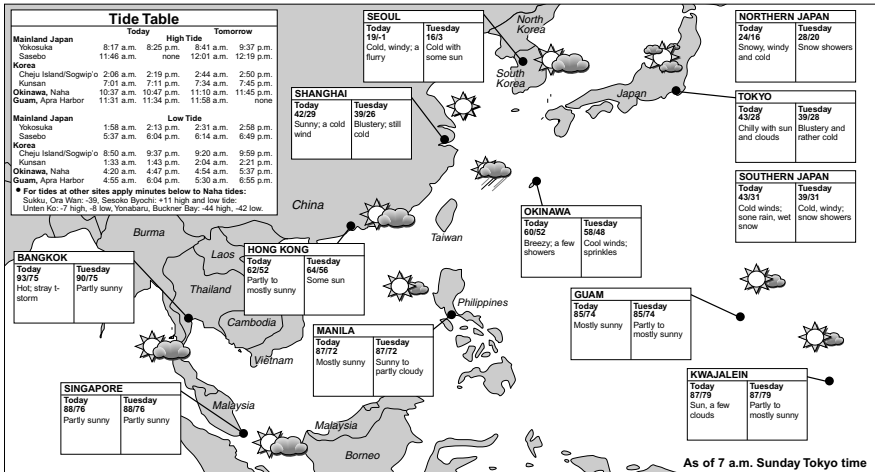 Tide Table
Today Tomorrow
Mainland Japan High Tide
Yokosuka 8:17 a.m. 8:25 p.m. 8:41 a.m. 9:37 p.m.
Sasebo 11:46 a.m. none 12:01 a.m. 12:19 p.m.
Korea
Cheju Island/Sogwip'o 2:06 a.m. 2:19 p.m. 2:44 a.m. 2:50 p.m.
Kunsan 7:01 a.m. 7:11 p.m. 7:34 a.m. 7:45 p.m.
Okinawa, Naha 10:37 a.m. 10:47 p.m. 11:10 a.m. 11:45 p.m.
Guam, Apra Harbor 11:31 a.m. 11:34 p.m. 11:58 a.m. none
Mainland Japan Low Tide
Yokosuka 1:58 a.m. 2:13 p.m. 2:31 a.m. 2:58 p.m.
Sasebo 5:37 a.m. 6:04 p.m. 6:14 a.m. 6:49 p.m.
Korea
Cheju Island/Sogwip'o 8:50 a.m. 9:37 p.m. 9:20 a.m. 9:59 p.m.
Kunsan 1:33 a.m. 1:43 p.m. 2:04 a.m. 2:21 p.m.
Okinawa, Naha 4:20 a.m. 4:47 p.m. 4:54 a.m. 5:37 p.m.
Guam, Apra Harbor 4:55 a.m. 6:04 p.m. 5:30 a.m. 6:55 p.m.
• For tides at other sites apply minutes below to Naha tides:
Sukku, Ora Wan: -39, Sesoko Byochi: +11 high and low tide:
Unten Ko: -7 high, -8 low, Yonabaru, Buckner Bay: -44 high, -42 low.
SEOUL
Today Tuesday
19/-1 16/3
Cold, windy; a Cold with
flurry some sun
North
Korea
South
Korea
Japan
NORTHERN JAPAN
Today Tuesday
24/16 28/20
Snowy, windy Snow showers
and cold
SHANGHAI
Today Tuesday
42/29 39/26
Sunny; a cold Blustery; still
wind cold
TOKYO
Today Tuesday
43/28 39/28
Chilly with sun Blustery and
and clouds rather cold
SOUTHERN JAPAN
Today Tuesday
43/31 39/31
Cold winds; Cold, windy;
sone rain, wet snow showers
snow
China
Taiwan
OKINAWA
Today Tuesday
60/52 58/48
Breezy; a few Cool winds;
showers sprinkles
Burma
Laos
Thailand
Cambodia
Vietnam
BANGKOK
Today Tuesday
93/75 90/75
Hot; stray t- Partly sunny
storm
HONG KONG
Today Tuesday
62/52 64/56
Partly to Some sun
mostly sunny
Philippines
MANILA
Today Tuesday
87/72 87/72
Mostly sunny Sunny to
partly cloudy
GUAM
Today Tuesday
85/74 85/74
Mostly sunny Partly to
mostly sunny
KWAJALEIN
Today Tuesday
87/79 87/79
Sun, a few Partly to
clouds mostly sunny
SINGAPORE
Today Tuesday
88/76 88/76
Partly sunny Partly sunny
Malaysia
Malaysia
Borneo
As of 7 a.m. Sunday Tokyo time